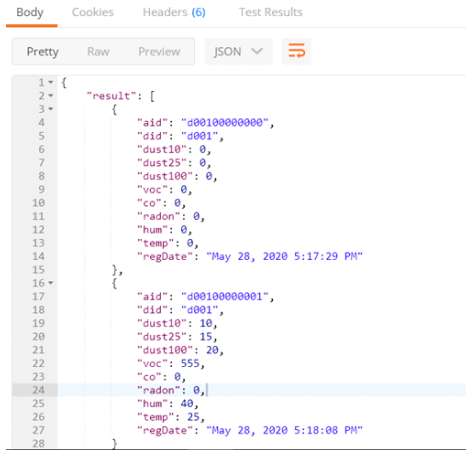 Body Cookies Headers (6) Test Results
Pretty Raw Preview JSON
1 {
2 "result": [
3 {
4 "aid": "d00100000000",
5 "did": "d001",
6 "dust10": 0,
7 "dust25": 0,
8 "dust100": 0,
9 "voc": 0,
10 "co": 0,
11 "radon": 0,
12 "hum": 0,
13 "temp": 0,
14 "regDate": "May 28, 2020 5:17:29 PM"
15 },
16 {
17 "aid": "d00100000001",
18 "did": "d001",
19 "dust10": 10,
20 "dust25": 15,
21 "dust100": 20,
22 "voc": 555,
23 "co": 0,
24 "radon": 0,
25 "hum": 40,
26 "temp": 25,
27 "regDate": "May 28, 2020 5:18:08 PM"
28 }